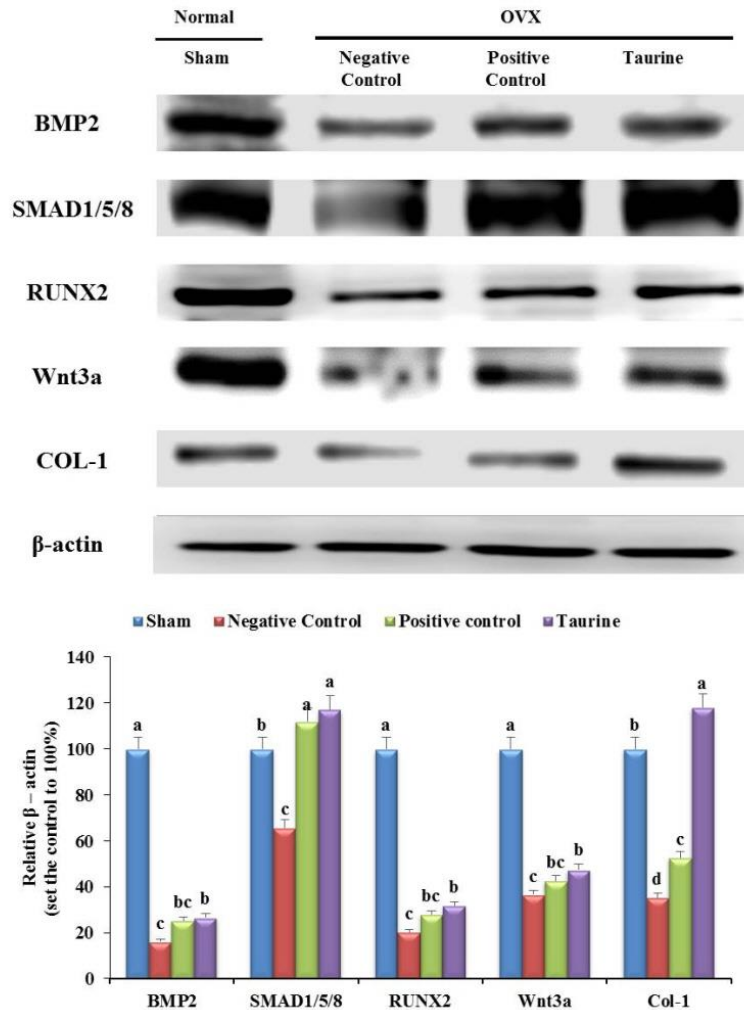 Normal OVX
Sham Negative Control Positive Control Taurine
BMP2
SMAD1/5/8
RUNX2
Wnt3a
COL-1
β-actin
Sham Negative Control Positive control Taurine
Relative β – actin
(set the control to 100%)
140
120
100
80
60
40
20
0
a c bc b
b c a a
a c bc b
a c bc b
b d c a
BMP2 SMAD1/5/8 RUNX2 Wnt3a Col-1